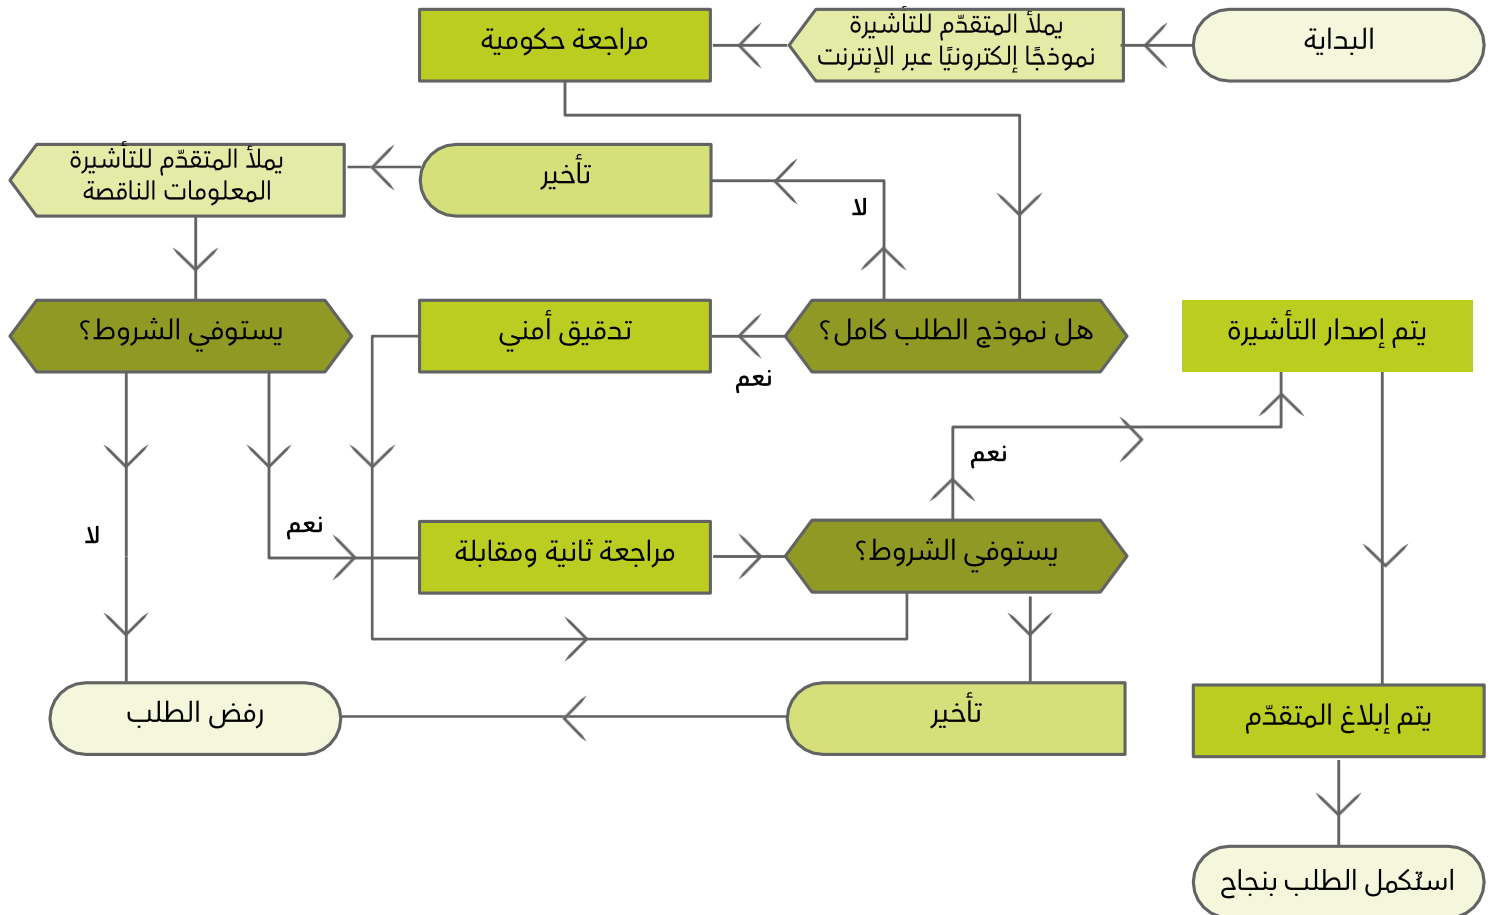 البداية
يملأ المتقدّم للتأشيرة
نموذجًا إلكترونيًا عبر الإنترنت
مراجعة حكومية
يملأ المتقدّم للتأشيرة
المعلومات الناقصة
تأخير
لا
هل نموذج الطلب كامل؟
نعم
تدقيق أمني
يستوفي الشروط؟
يتم إصدار التأشيرة
لا
نعم
مراجعة ثانية ومقابلة
يستوفي الشروط؟
نعم
تأخير
رفض الطلب
يتم إبلاغ المتقدّم
استُكمل الطلب بنجاح